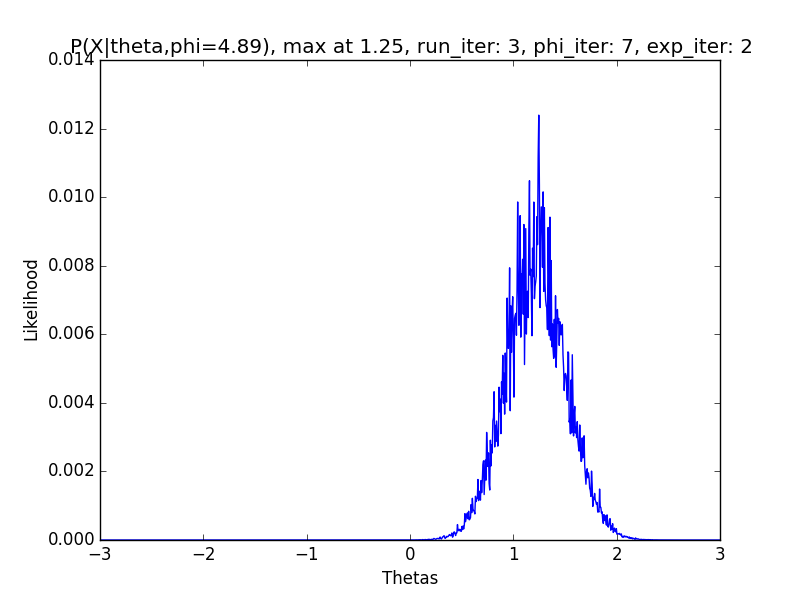 P(X|theta,phi=4.89), max at 1.25, run_iter: 3, phi_iter: 7, exp_iter: 2
0.014
0.012
0.010
0.008
0.006
0.004
0.002
0.000
Likelihood
−3 −2 −1 0 1 2 3
Thetas